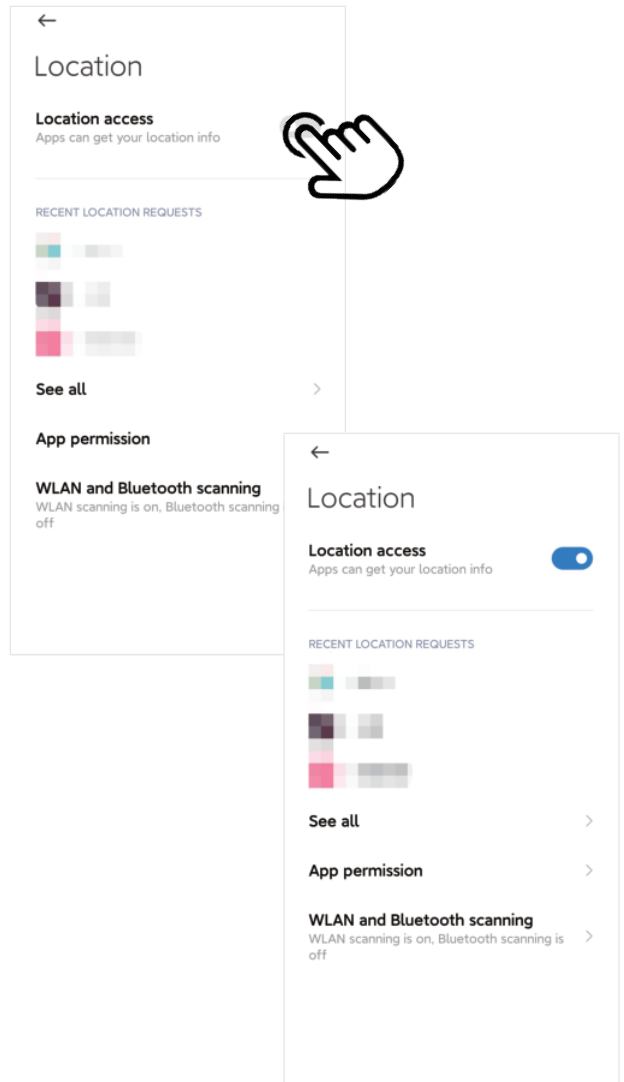 Location
Location access
Apps can get your location info
RECENT LOCATION REQUESTS
See all
App permission
WLAN and Bluetooth scanning
WLAN scanning is on, Bluetooth scanning
off
Location
Location access
Apps can get your location info
RECENT LOCATION REQUESTS
See all
App permission
WLAN and Bluetooth scanning
WLAN scanning is on, Bluetooth scanning is
off